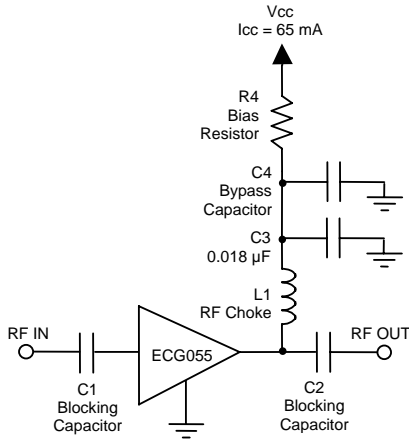 Vcc
Icc = 65 mA
R4
Bias
Resistor
C4
Bypass
Capacitor
C3
0.018 µF
L1
RF Choke
RF IN
ECG055
RF OUT
C1
Blocking
Capacitor
C2
Blocking
Capacitor